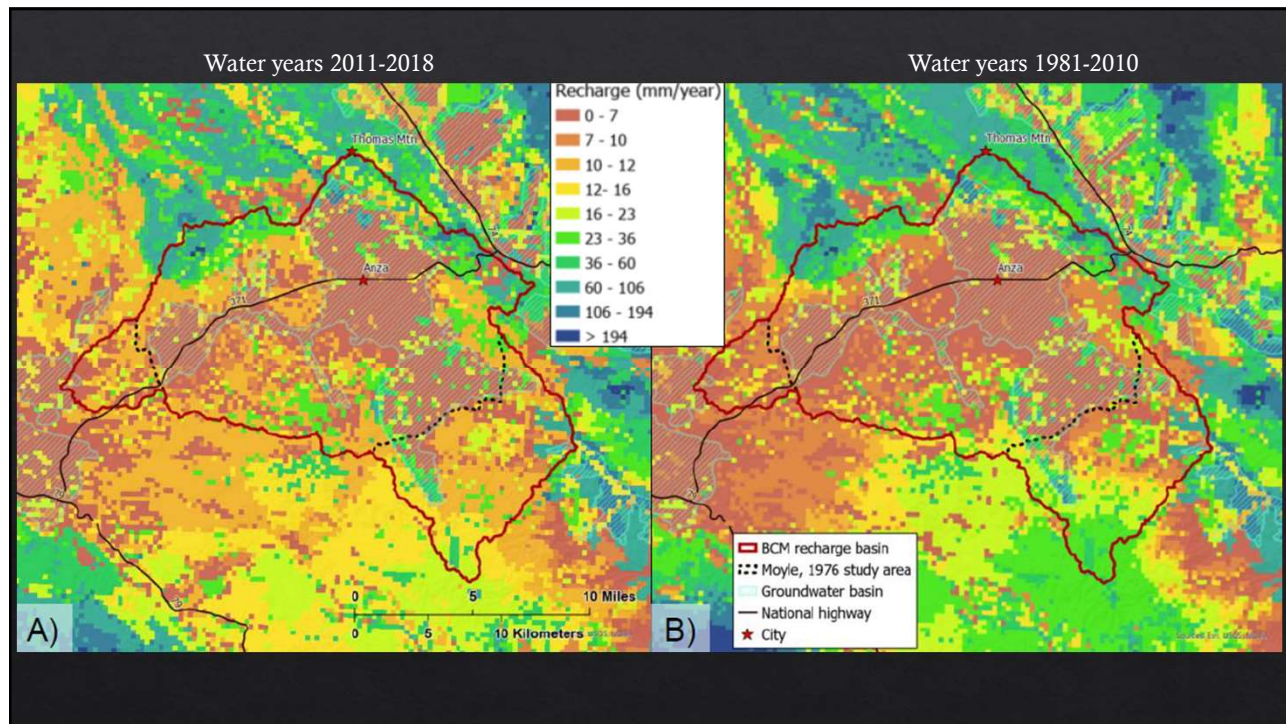 Water years 2011-2018
Water years 1981-2010
Recharge (mm/year)
0 - 7
7 - 10
10 - 12
12- 16
16 - 23
23 - 36
36 - 60
60 - 106
106 - 194
> 194
Thomas Mtn
74
Anza
371
79
79
0 5 10 Miles
0 5 10 Kilometers
A)
Thomas Mtn
74
Anza
371
79
BCM recharge basin
Moyle, 1976 study area
Groundwater basin
National highway
City
B)